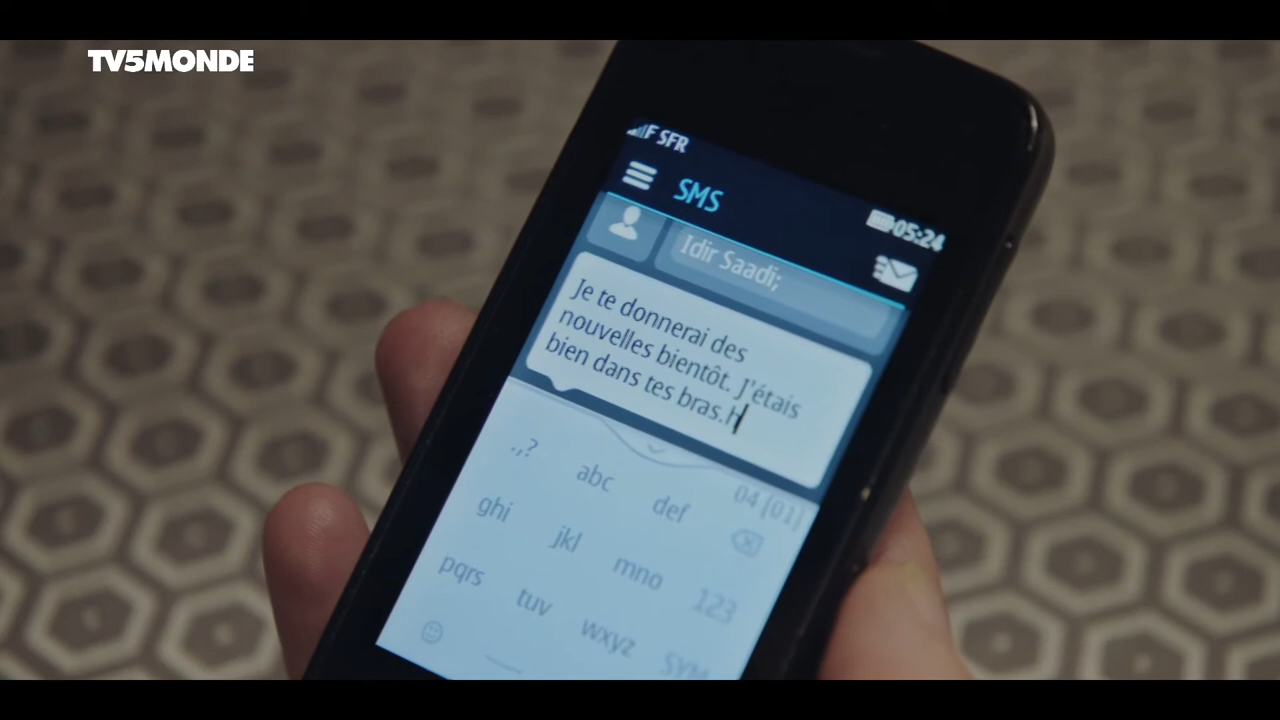 TV5MONDE
F SFR
SMS
05:24
Idir Saadi;
Je te donnerai des
nouvelles bientôt. J'étais
bien dans tes bras.H
04 [01]
.,? abc def
ghi jkl mno 123
pqrs tuv wxyz SYM